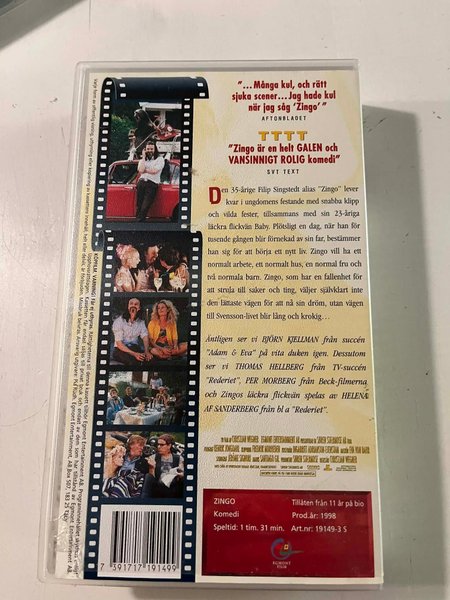 "...Många kul, och rätt
sjuka scener...Jag hade kul
när jag såg 'Zingo'"
AFTONBLADET
TTTT
"Zingo är en helt GALEN och
VANSINNIGT ROLIG komedi"
SVT TEXT
Den 35-årige Filip Singstedt alias "Zingo" lever
kvar i ungdomens festande med snabba klipp
och vilda fester, tillsammans med sin 23-åriga
läckra flickvän Baby. Plötsligt en dag, när han för
tusende gången blir förnekad av sin far, bestämmer
han sig för att börja ett nytt liv. Zingo vill ha ett
normalt arbete, ett normalt hus, en normal fru och
två normala barn. Zingo, som har en fallenhet för
att strula till saker och ting, väljer självklart inte
den lättaste vägen för att nå sin dröm, utan vägen
till Svensson-livet blir lång och krokig...
Äntligen ser vi BJÖRN KJELLMAN från succén
"Adam & Eva" på vita duken igen. Dessutom
ser vi THOMAS HELLBERG från TV-succén
"Rederiet", PER MORBERG från Beck-filmerna
och Zingos läckra flickvän spelas av HELENA
AF SANDERBERG från bl a "Rederiet".
ZINGO
Komedi
Speltid: 1 tim. 31 min.
Tillåten från 11 år på bio
Prod.år: 1998
Art.nr: 19149-3 S
EGMONT
FILM
7 391717 191499